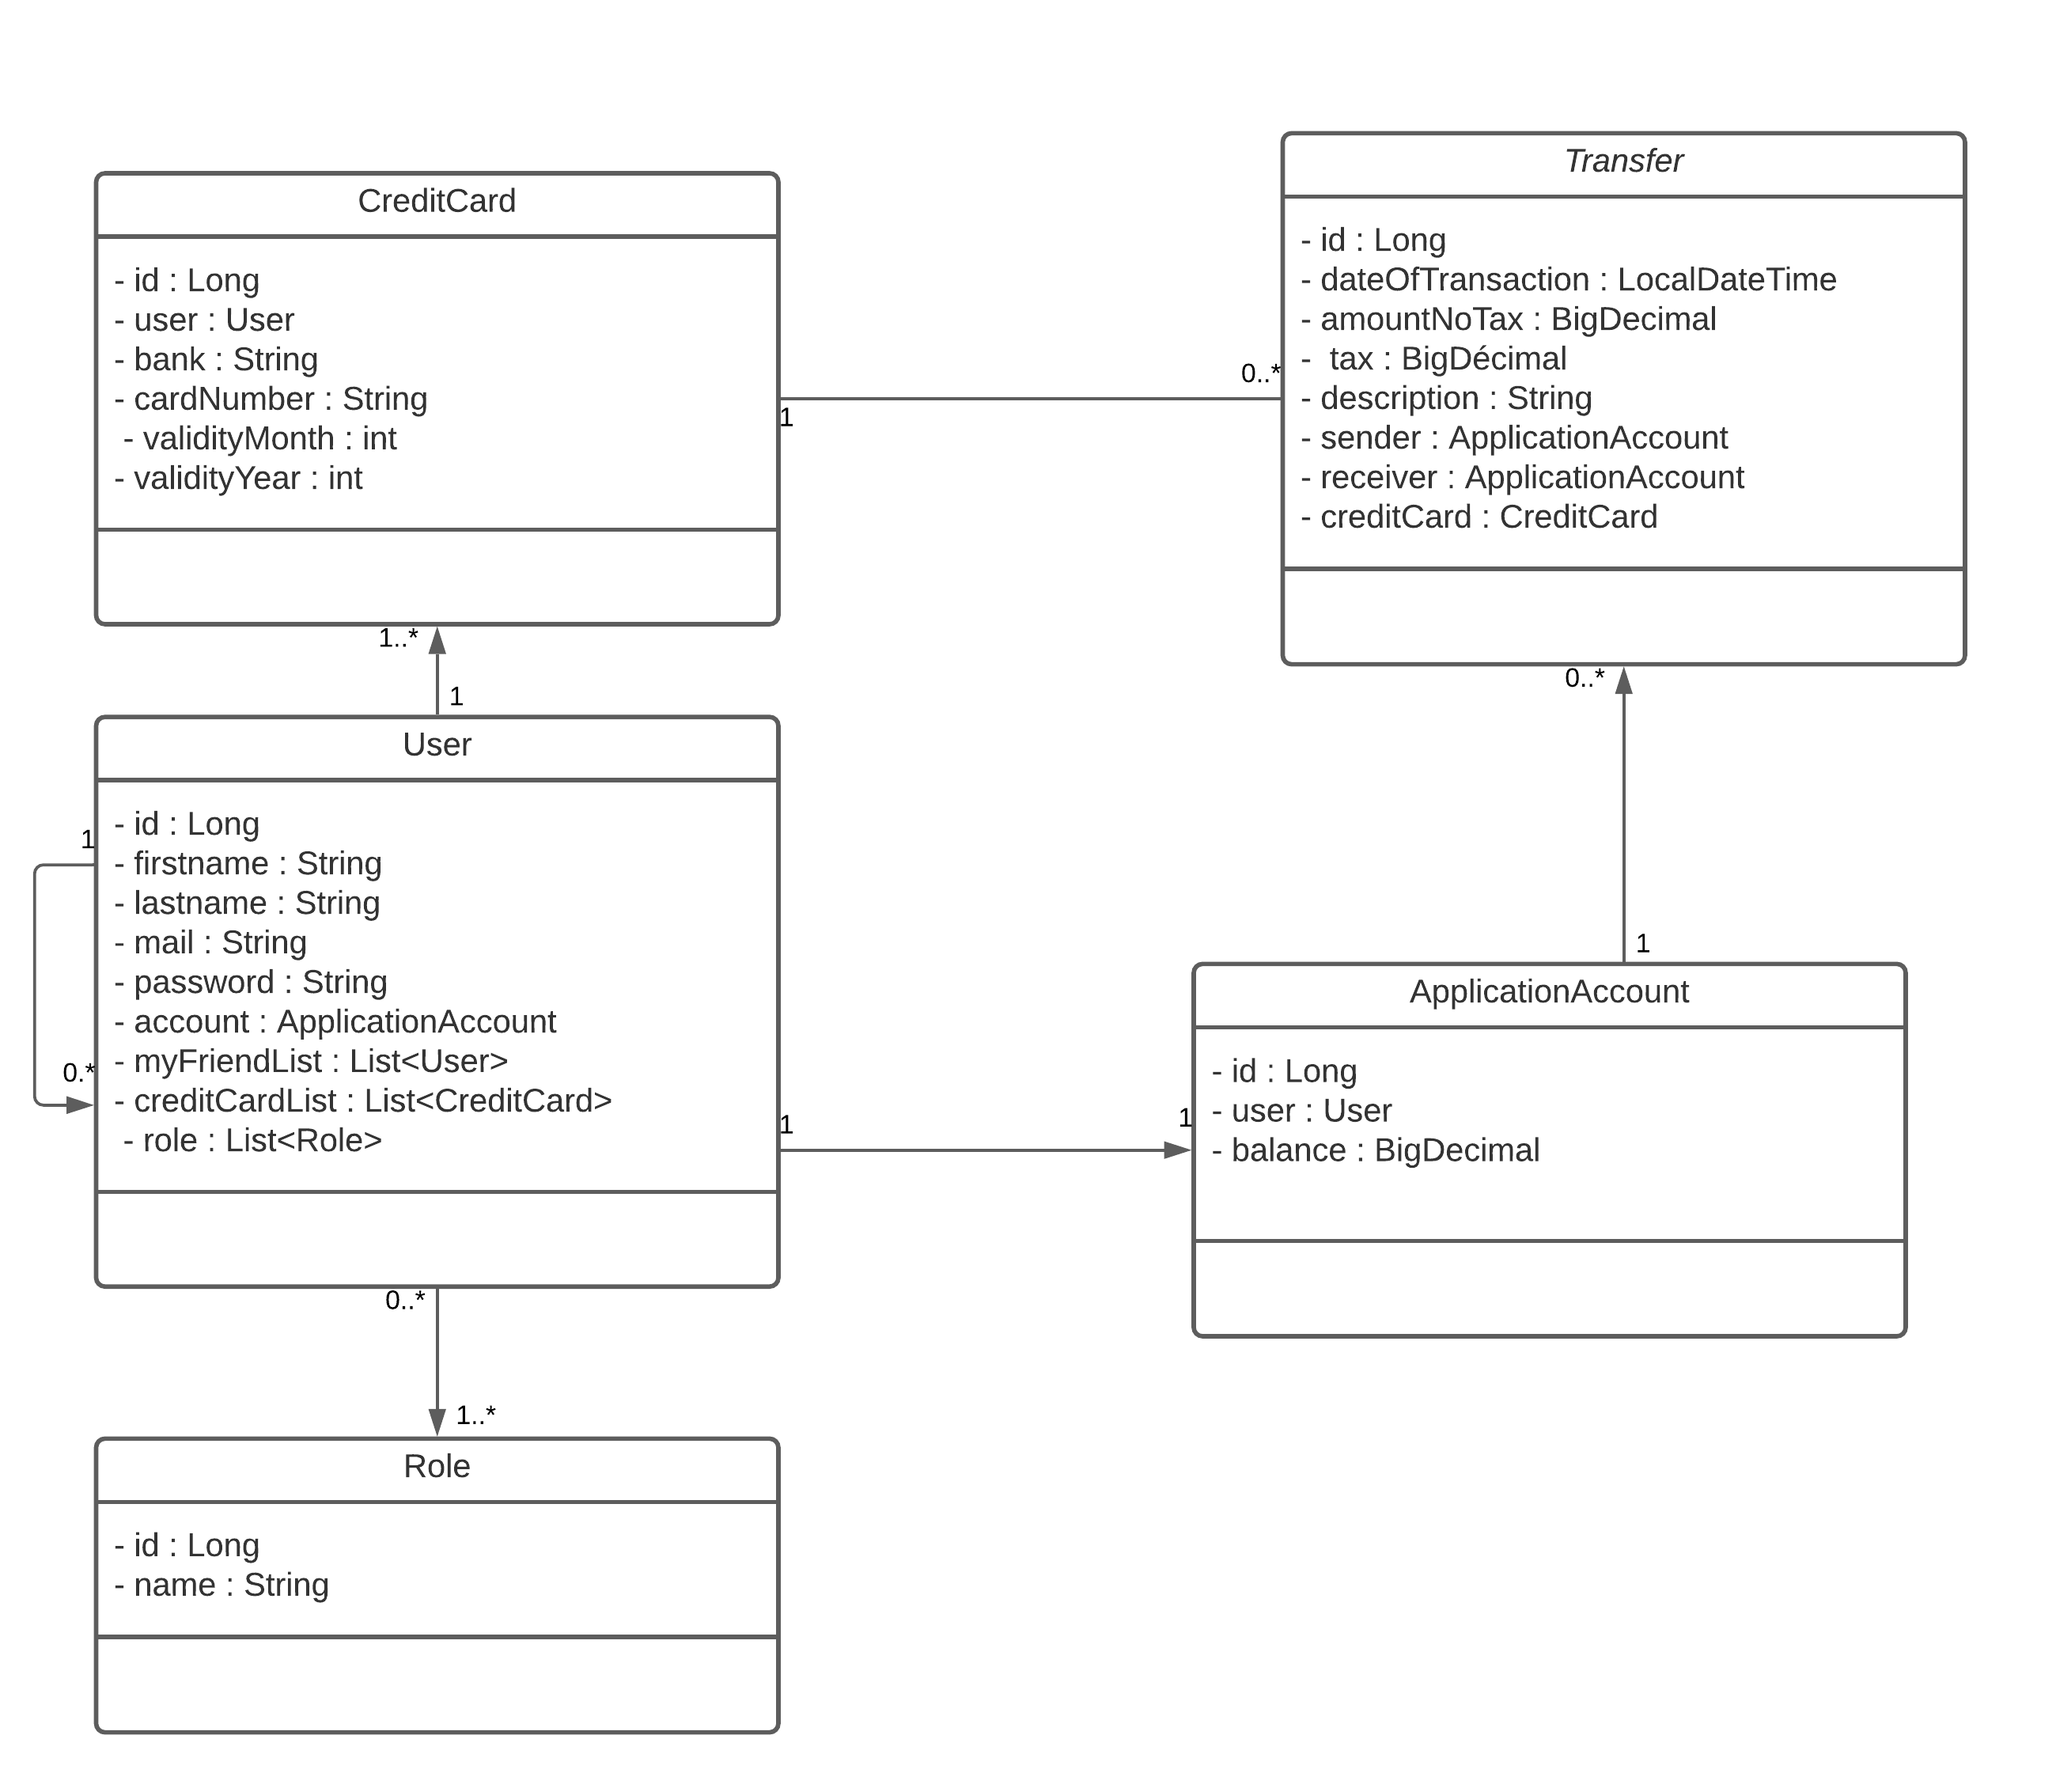 CreditCard
- id : Long
- user : User
- bank : String
- cardNumber : String
- validityMonth : int
- validityYear : int
Transfer
- id : Long
- dateOfTransaction : LocalDateTime
- amountNoTax : BigDecimal
-  tax : BigDécimal
- description : String
- sender : ApplicationAccount
- receiver : ApplicationAccount
- creditCard : CreditCard
1
0..*
1..*
1
0..*
1
User
- id : Long
- firstname : String
- lastname : String
- mail : String
- password : String
- account : ApplicationAccount
- myFriendList : List<User>
- creditCardList : List<CreditCard>
- role : List<Role>
1
0.*
1
1
ApplicationAccount
- id : Long
- user : User
- balance : BigDecimal
0..*
1..*
Role
- id : Long
- name : String